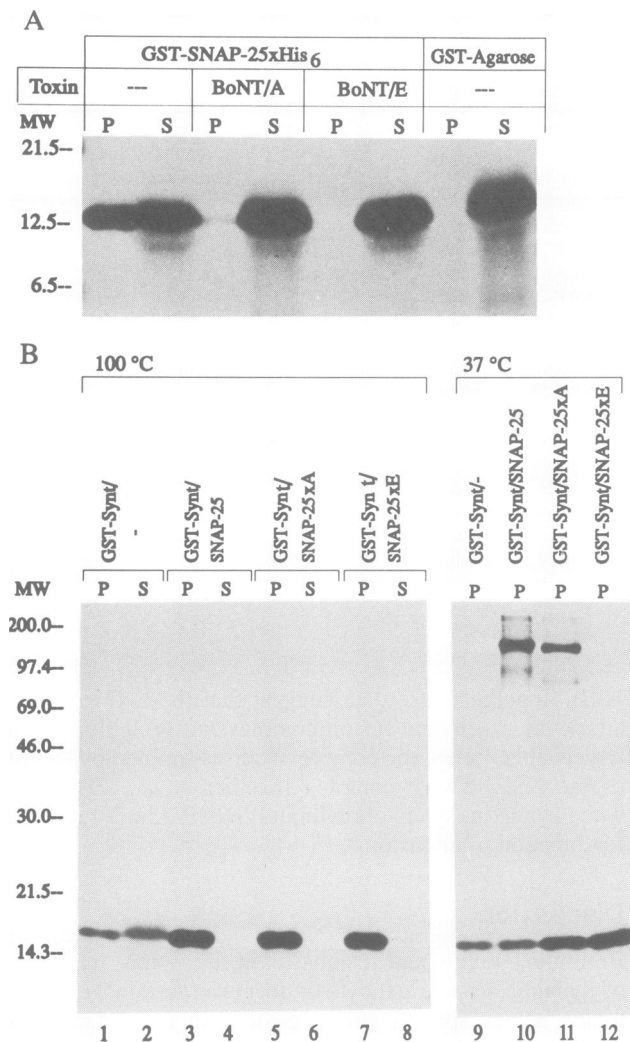 A
GST-SNAP-25xHis6 GST-Agarose
Toxin --- BoNT/A BoNT/E ---
MW P S P S P S P S
21.5--
12.5--
6.5--
B
100 °C 37 °C
GST-Synt/ -
GST-Synt/ SNAP-25
GST-Synt/ SNAP-25xA
GST-Syn t/ SNAP-25xE
GST-Synt/-
GST-Synt/SNAP-25
GST-Synt/SNAP-25xA
GST-Synt/SNAP-25xE
MW P S P S P S P S P P P P
200.0--
97.4--
69.0--
46.0--
30.0--
21.5--
14.3--
1 2 3 4 5 6 7 8 9 10 11 12